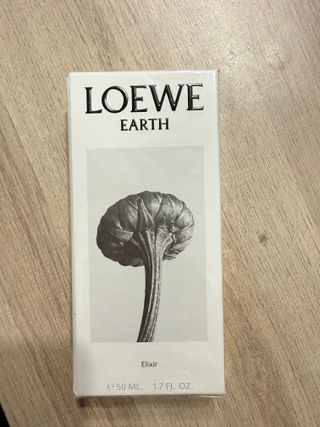 LOEWE
EARTH
Elixir
℮ 50 ML. 1.7 FL. OZ.